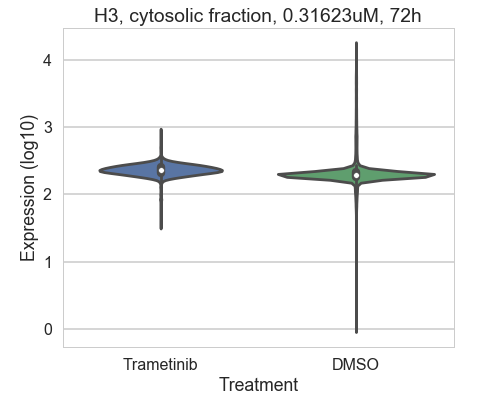 H3, cytosolic fraction, 0.31623uM, 72h
Expression (log10)
4
3
2
1
0
Trametinib DMSO
Treatment